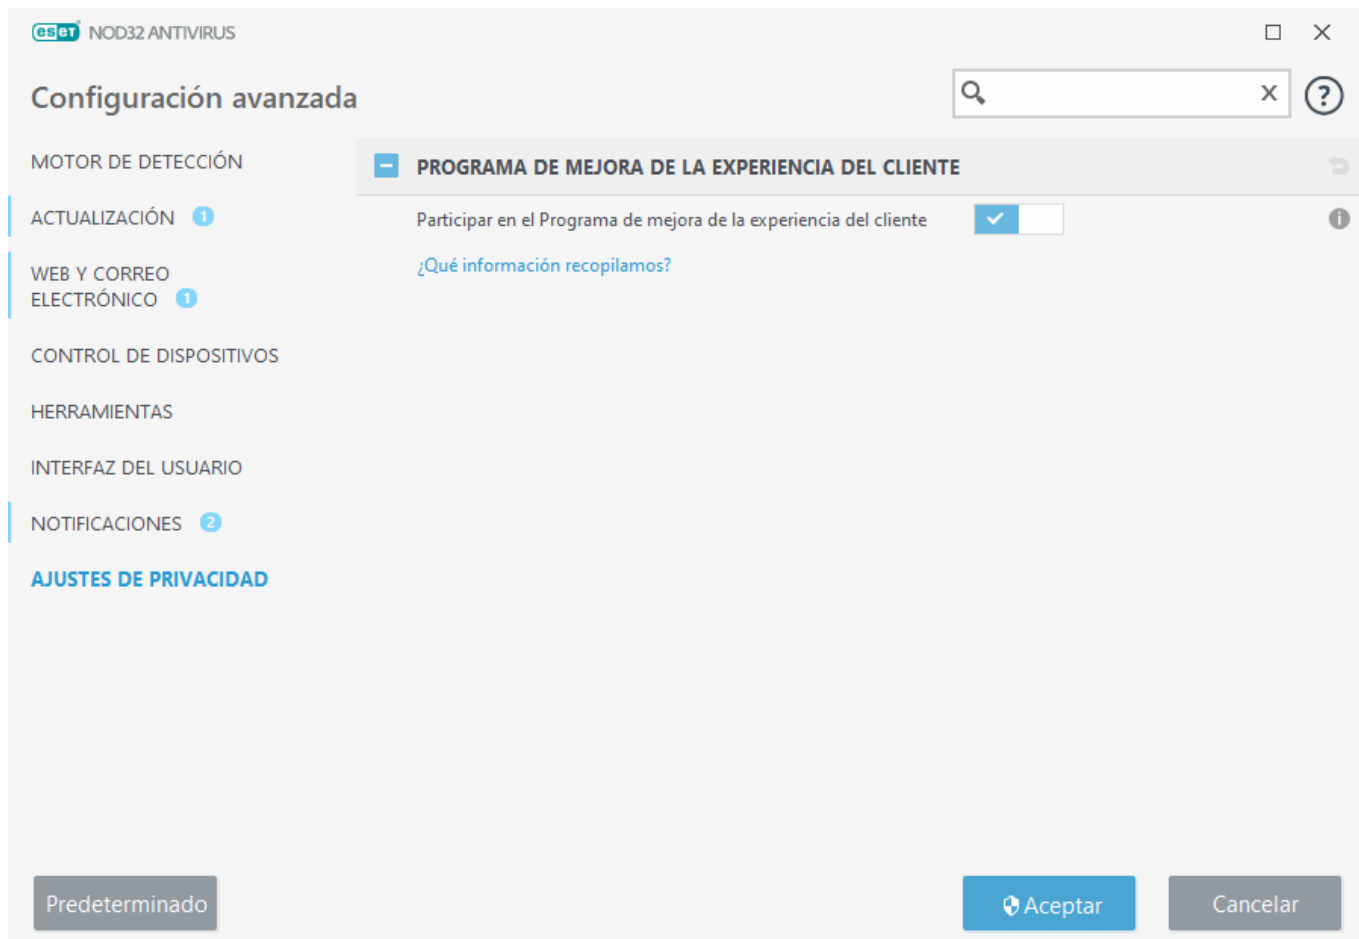 eset NOD32 ANTIVIRUS
Configuración avanzada
x
?
MOTOR DE DETECCIÓN
ACTUALIZACIÓN 1
WEB Y CORREO
ELECTRÓNICO 1
CONTROL DE DISPOSITIVOS
HERRAMIENTAS
INTERFAZ DEL USUARIO
NOTIFICACIONES 2
AJUSTES DE PRIVACIDAD
PROGRAMA DE MEJORA DE LA EXPERIENCIA DEL CLIENTE
Participar en el Programa de mejora de la experiencia del cliente
i
¿Qué información recopilamos?
Predeterminado
Aceptar
Cancelar